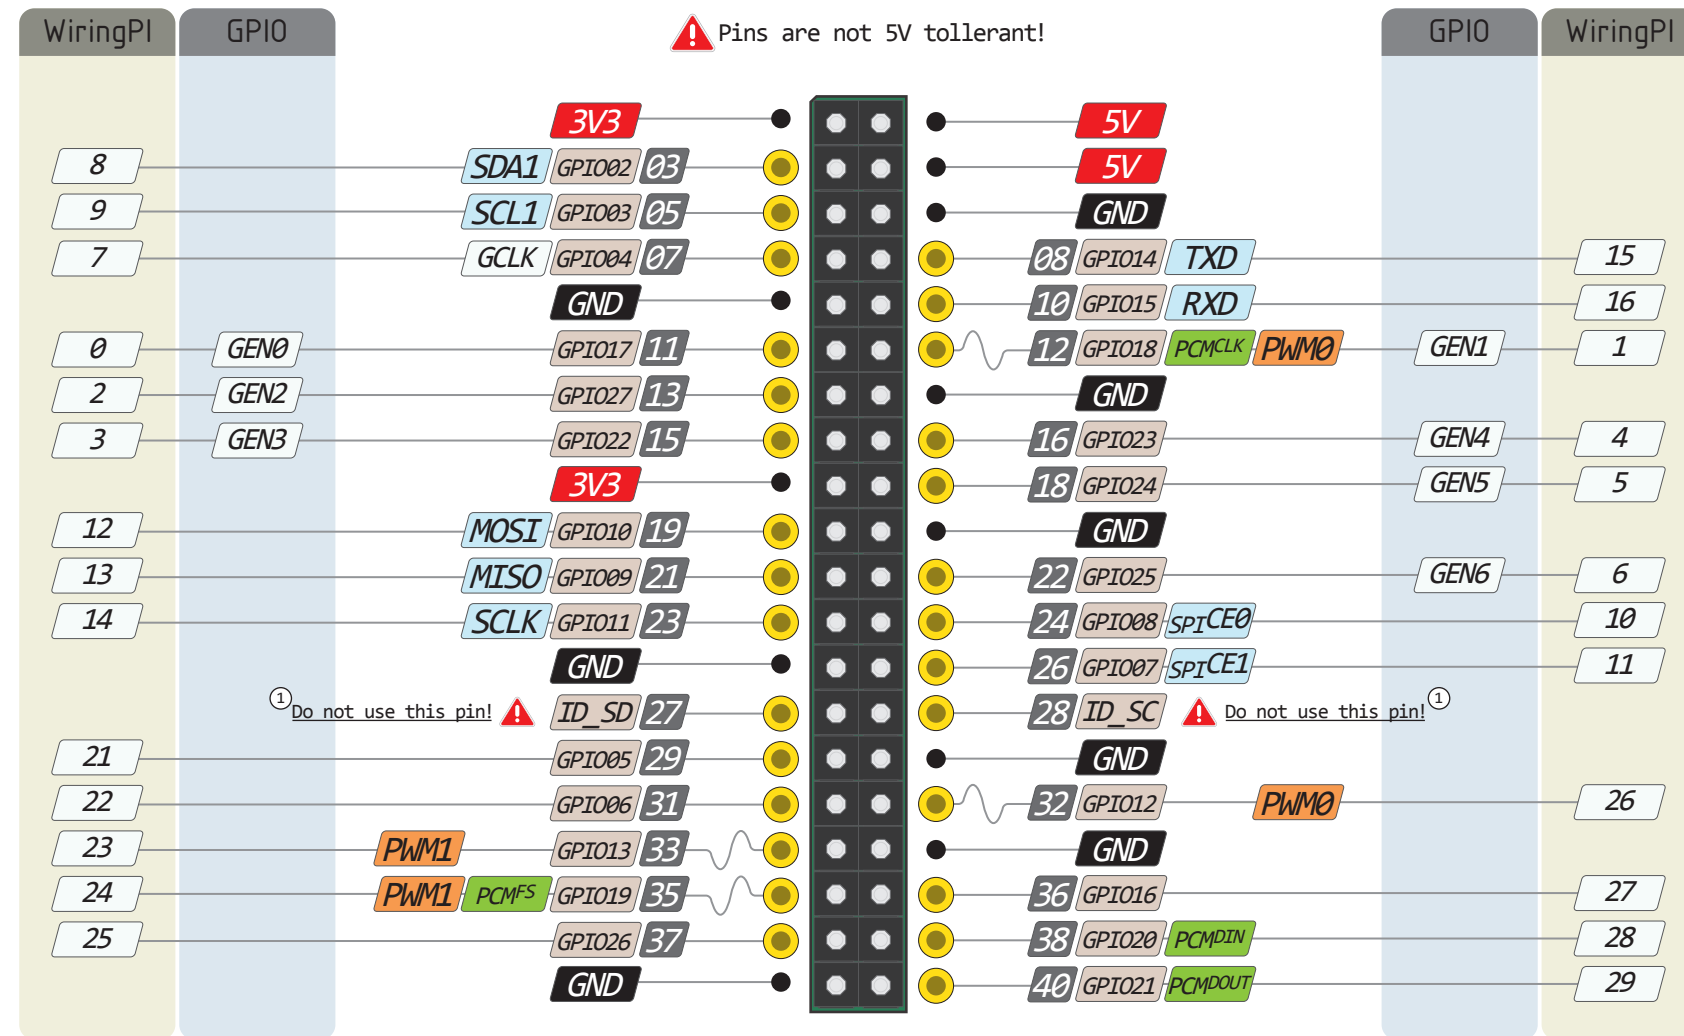 WiringPI GPIO Pins are not 5V tollerant! GPIO WiringPI
3V3 5V
8 SDA1 GPIO02 03 5V
9 SCL1 GPIO03 05 GND
7 GCLK GPIO04 07 08 GPIO14 TXD 15
GND 10 GPIO15 RXD 16
0 GEN0 GPIO17 11 12 GPIO18 PCMCLK PWM0 GEN1 1
2 GEN2 GPIO27 13 GND
3 GEN3 GPIO22 15 16 GPIO23 GEN4 4
3V3 18 GPIO24 GEN5 5
12 MOSI GPIO10 19 GND
13 MISO GPIO09 21 22 GPIO25 GEN6 6
14 SCLK GPIO11 23 24 GPIO08 SPICE0 10
GND 26 GPIO07 SPICE1 11
1 Do not use this pin! ID_SD 27 28 ID_SC Do not use this pin! 1
21 GPIO05 29 GND
22 GPIO06 31 32 GPIO12 PWM0 26
23 PWM1 GPIO13 33 GND
24 PWM1 PCMFS GPIO19 35 36 GPIO16 27
25 GPIO26 37 38 GPIO20 PCMDIN 28
GND 40 GPIO21 PCMDOUT 29